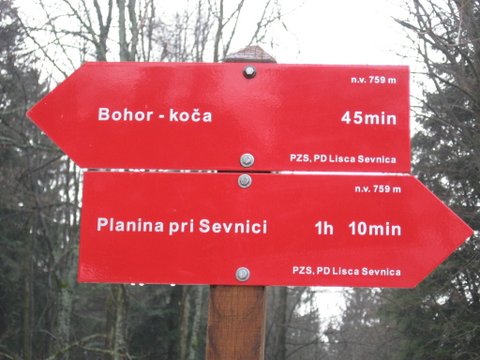 n.v. 759 m
Bohor - koča 45min
PZS, PD Lisca Sevnica
n.v. 759 m
Planina pri Sevnici 1h 10min
PZS, PD Lisca Sevnica